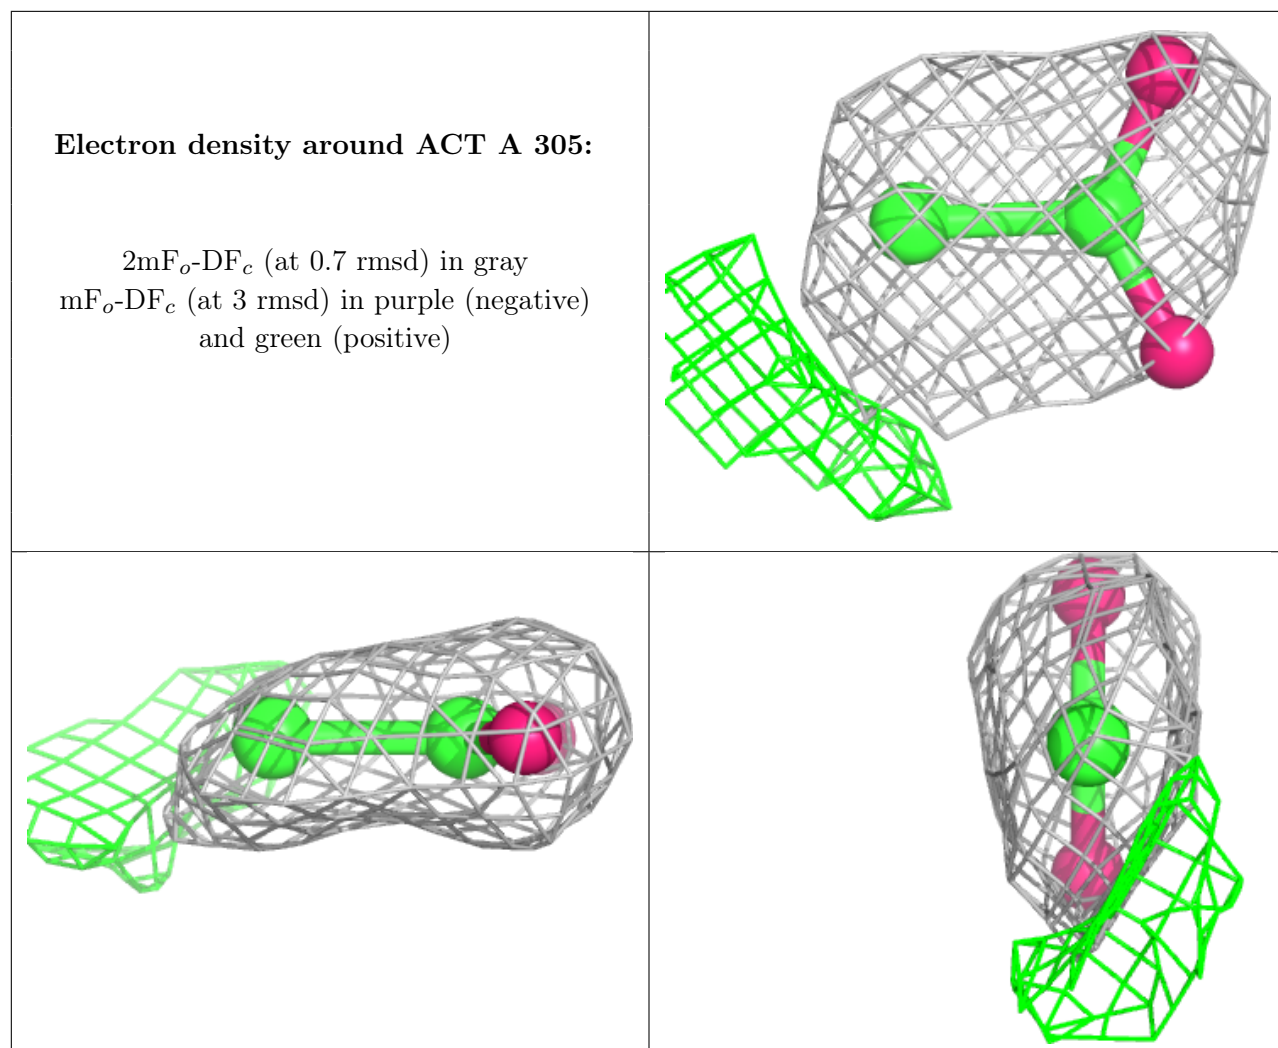 Electron density around ACT A 305:
2mFₒ-DF𝒸 (at 0.7 rmsd) in gray
mFₒ-DF𝒸 (at 3 rmsd) in purple (negative)
and green (positive)